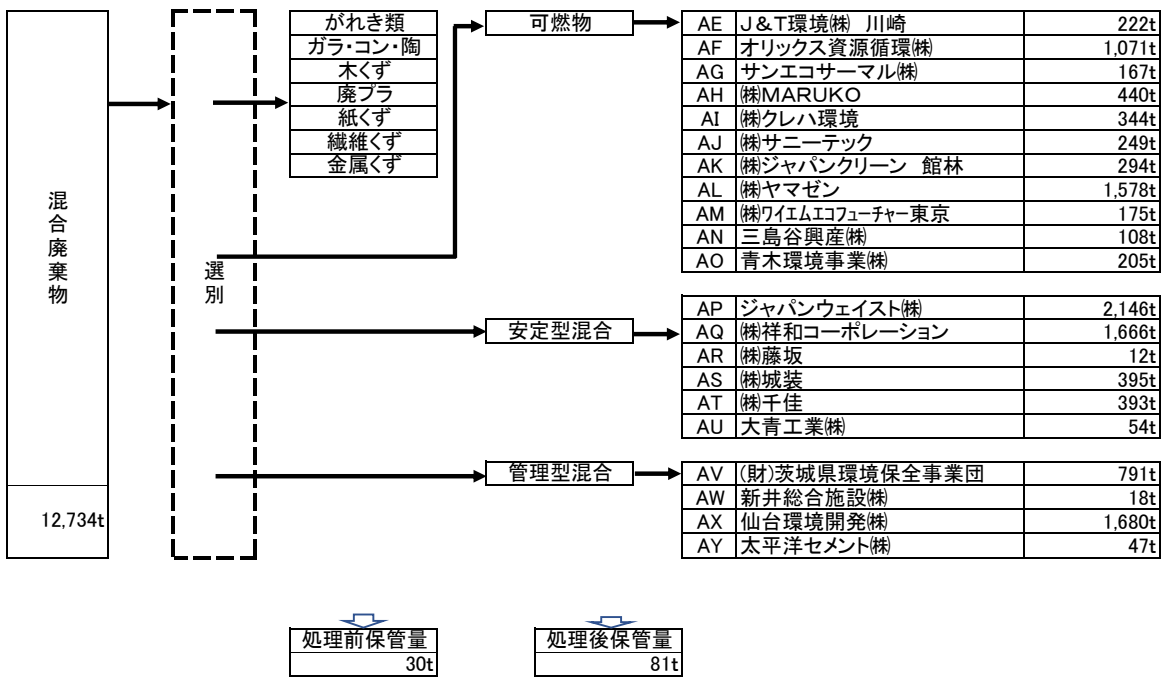 混合廃棄物
12,734t
選別
がれき類
ガラ・コン・陶
木くず
廃プラ
紙くず
繊維くず
金属くず
可燃物
AE J&T環境㈱ 川崎 222t
AF オリックス資源循環㈱ 1,071t
AG サンエコサーマル㈱ 167t
AH ㈱MARUKO 440t
AI ㈱クレハ環境 344t
AJ ㈱サニーテック 249t
AK ㈱ジャパンクリーン 館林 294t
AL ㈱ヤマゼン 1,578t
AM ㈱ワイエムエコフューチャー東京 175t
AN 三島谷興産㈱ 108t
AO 青木環境事業㈱ 205t
安定型混合
AP ジャパンウェイスト㈱ 2,146t
AQ ㈱祥和コーポレーション 1,666t
AR ㈱藤坂 12t
AS ㈱城装 395t
AT ㈱千佳 393t
AU 大青工業㈱ 54t
管理型混合
AV (財)茨城県環境保全事業団 791t
AW 新井総合施設㈱ 18t
AX 仙台環境開発㈱ 1,680t
AY 太平洋セメント㈱ 47t
処理前保管量
30t
処理後保管量
81t